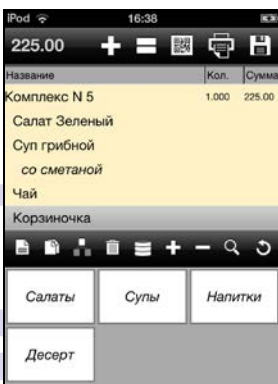 iPod 16:38
225.00
Название Кол. Сумма
Комплекс N 5 1.000 225.00
Салат Зеленый
Суп грибной
со сметаной
Чай
Корзиночка
Салаты Супы Напитки
Десерт